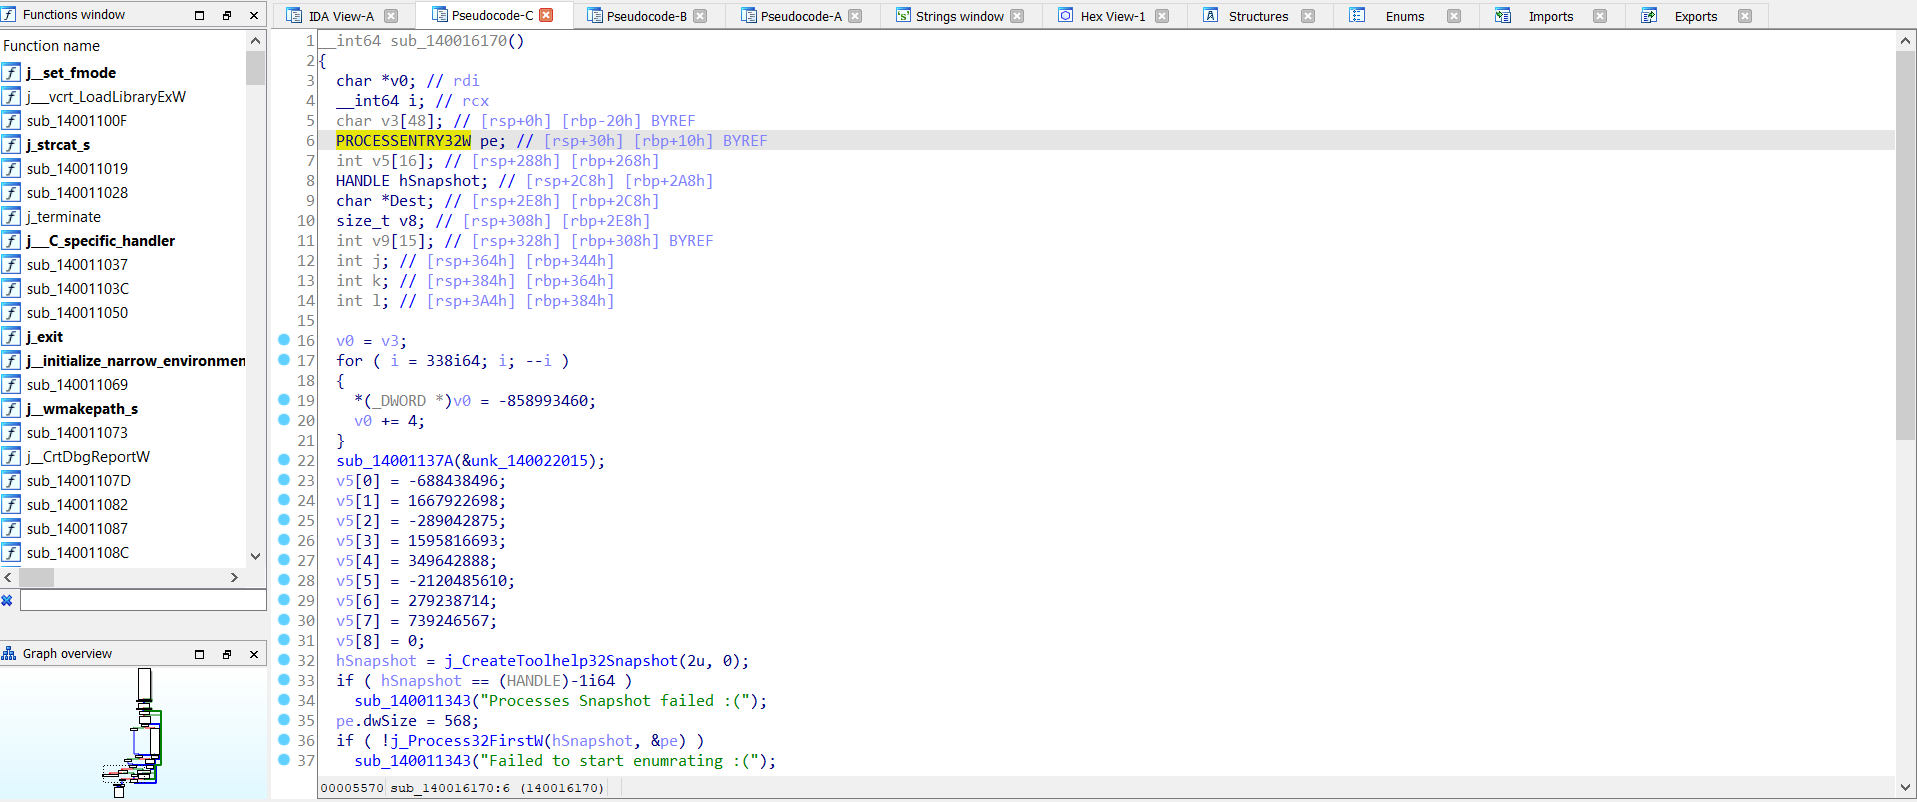 Functions window
IDA View-A
Pseudocode-C
Pseudocode-B
Pseudocode-A
Strings window
Hex View-1
Structures
Enums
Imports
Exports
Function name
j__set_fmode
j___vcrt_LoadLibraryExW
sub_14001100F
j_strcat_s
sub_140011019
sub_140011028
j_terminate
j___C_specific_handler
sub_140011037
sub_14001103C
sub_140011050
j_exit
j__initialize_narrow_environmen
sub_140011069
j__wmakepath_s
sub_140011073
j__CrtDbgReportW
sub_14001107D
sub_140011082
sub_140011087
sub_14001108C
Graph overview
1 __int64 sub_140016170()
2 {
3 char *v0; // rdi
4 __int64 i; // rcx
5 char v3[48]; // [rsp+0h] [rbp-20h] BYREF
6 PROCESSENTRY32W pe; // [rsp+30h] [rbp+10h] BYREF
7 int v5[16]; // [rsp+288h] [rbp+268h]
8 HANDLE hSnapshot; // [rsp+2C8h] [rbp+2A8h]
9 char *Dest; // [rsp+2E8h] [rbp+2C8h]
10 size_t v8; // [rsp+308h] [rbp+2E8h]
11 int v9[15]; // [rsp+328h] [rbp+308h] BYREF
12 int j; // [rsp+364h] [rbp+344h]
13 int k; // [rsp+384h] [rbp+364h]
14 int l; // [rsp+3A4h] [rbp+384h]
15
16 v0 = v3;
17 for ( i = 338i64; i; --i )
18 {
19 *(_DWORD *)v0 = -858993460;
20 v0 += 4;
21 }
22 sub_14001137A(&unk_140022015);
23 v5[0] = -688438496;
24 v5[1] = 1667922698;
25 v5[2] = -289042875;
26 v5[3] = 1595816693;
27 v5[4] = 349642888;
28 v5[5] = -2120485610;
29 v5[6] = 279238714;
30 v5[7] = 739246567;
31 v5[8] = 0;
32 hSnapshot = j_CreateToolhelp32Snapshot(2u, 0);
33 if ( hSnapshot == (HANDLE)-1i64 )
34 sub_140011343("Processes Snapshot failed :(");
35 pe.dwSize = 568;
36 if ( !j_Process32FirstW(hSnapshot, &pe) )
37 sub_140011343("Failed to start enumrating :(");
00005570 sub_140016170:6 (140016170)